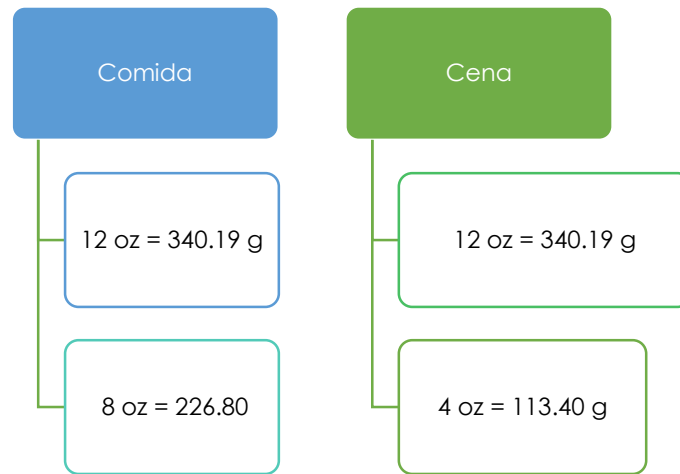 Comida
12 oz = 340.19 g
8 oz = 226.80
Cena
12 oz = 340.19 g
4 oz = 113.40 g